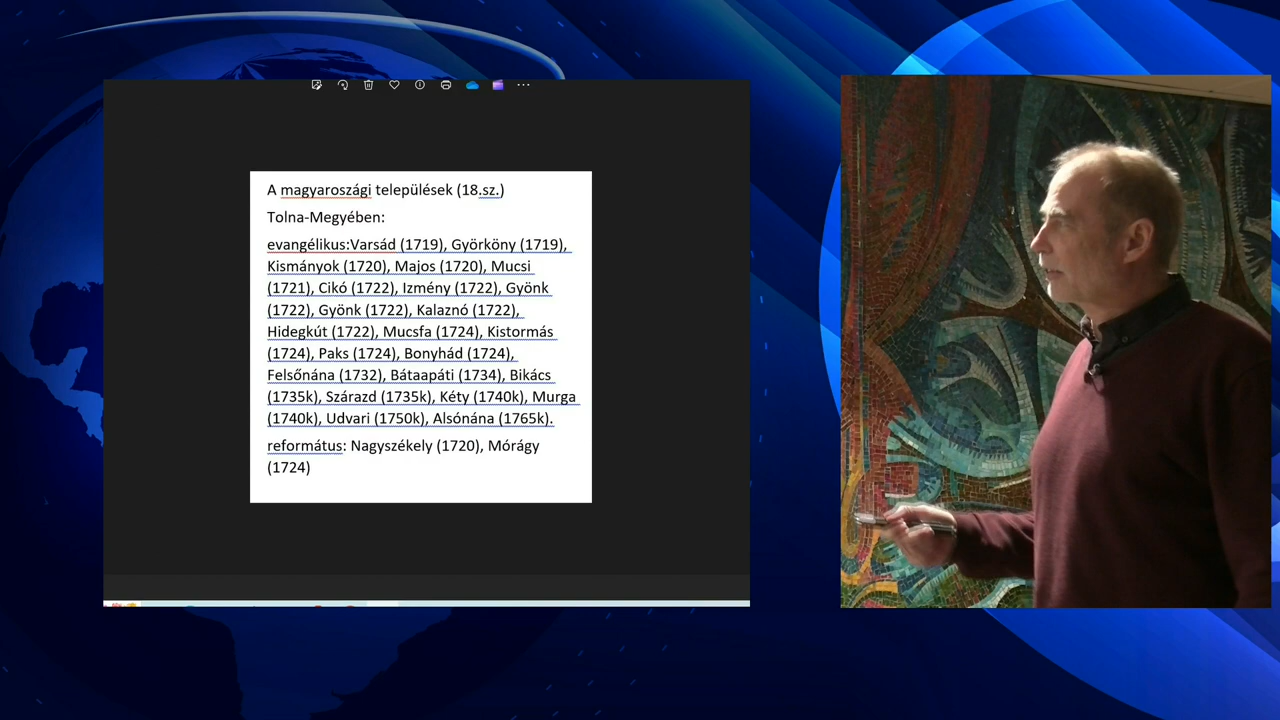 A magyaroszági települések (18.sz.)
Tolna-Megyében:
evangélikus:Varsád (1719), Györköny (1719),
Kismányok (1720), Majos (1720), Mucsi
(1721), Cikó (1722), Izmény (1722), Gyönk
(1722), Gyönk (1722), Kalaznó (1722),
Hidegkút (1722), Mucsfa (1724), Kistormás
(1724), Paks (1724), Bonyhád (1724),
Felsőnána (1732), Bátaapáti (1734), Bikács
(1735k), Szárazd (1735k), Kéty (1740k), Murga
(1740k), Udvari (1750k), Alsónána (1765k).
református: Nagyszékely (1720), Mórágy
(1724)